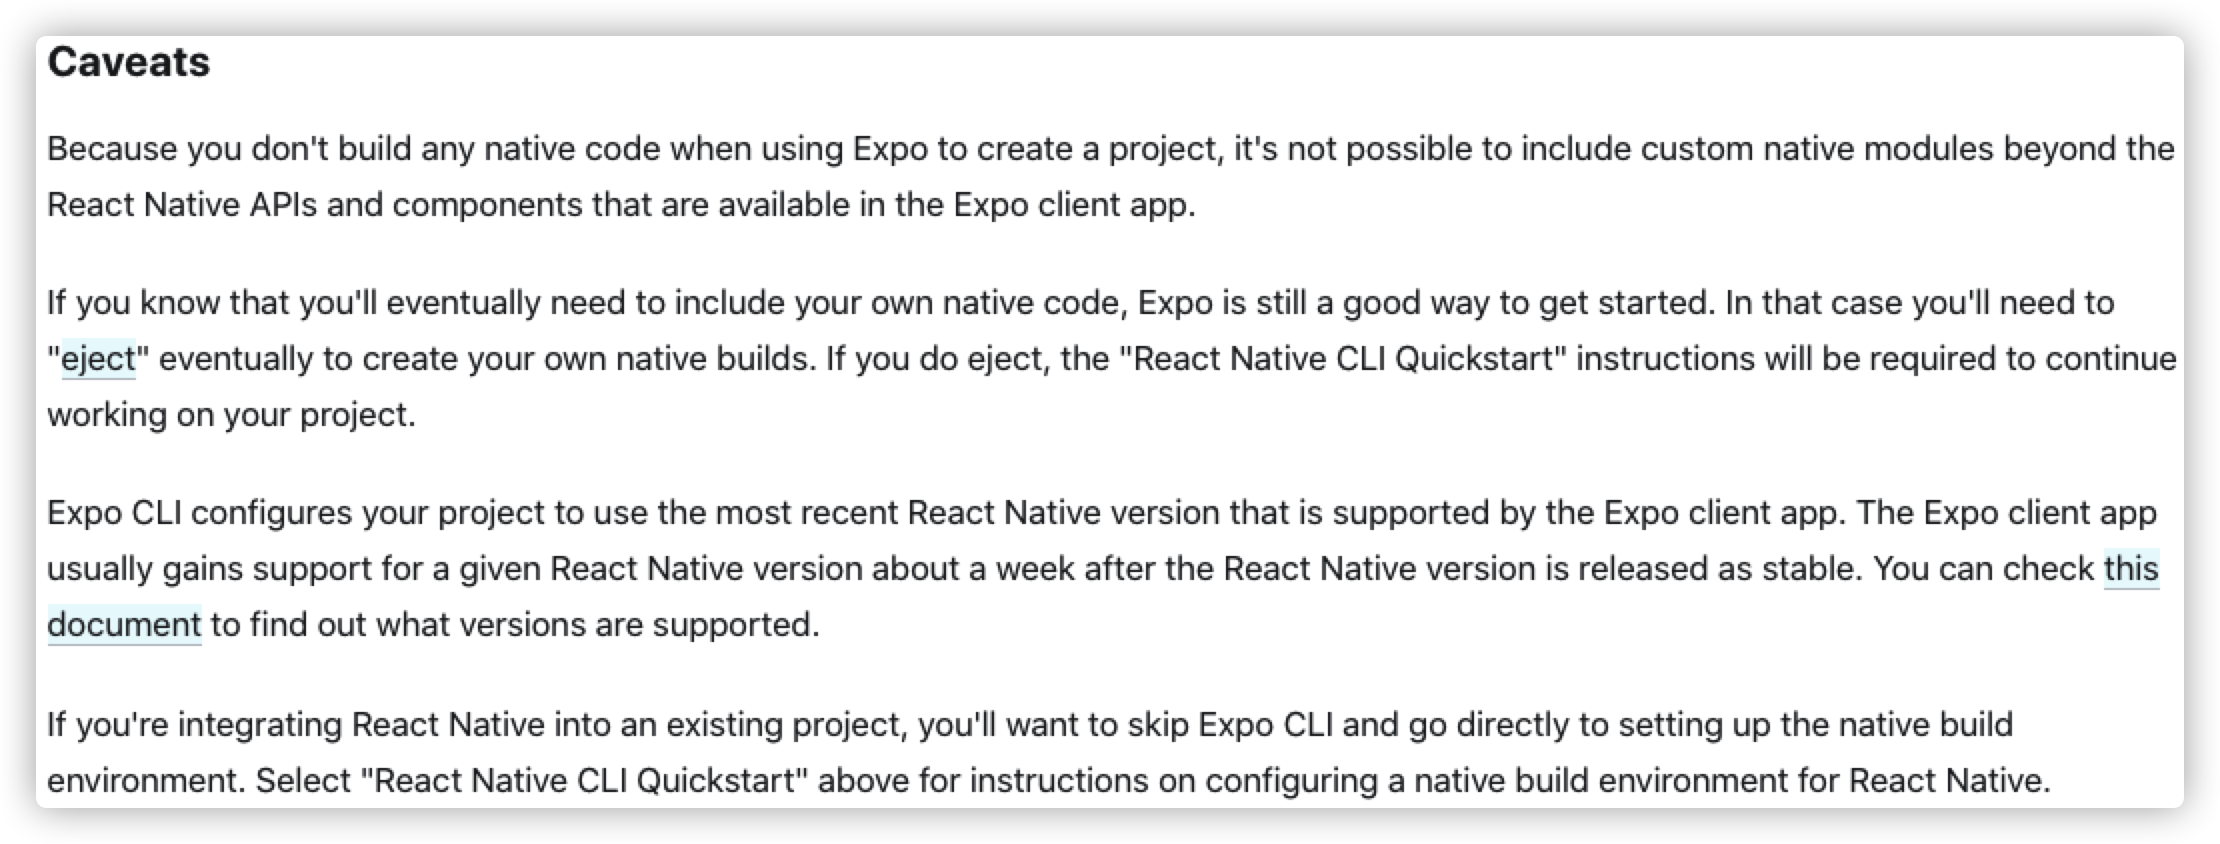 Caveats
Because you don't build any native code when using Expo to create a project, it's not possible to include custom native modules beyond the
React Native APIs and components that are available in the Expo client app.
If you know that you'll eventually need to include your own native code, Expo is still a good way to get started. In that case you'll need to
"eject" eventually to create your own native builds. If you do eject, the "React Native CLI Quickstart" instructions will be required to continue
working on your project.
Expo CLI configures your project to use the most recent React Native version that is supported by the Expo client app. The Expo client app
usually gains support for a given React Native version about a week after the React Native version is released as stable. You can check this
document to find out what versions are supported.
If you're integrating React Native into an existing project, you'll want to skip Expo CLI and go directly to setting up the native build
environment. Select "React Native CLI Quickstart" above for instructions on configuring a native build environment for React Native.